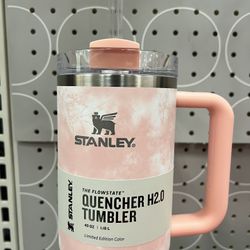 STANLEY
THE FLOWSTATE™
QUENCHER H2.0
TUMBLER
40 OZ | 1.18 L
Limited Edition Color
STANLEY